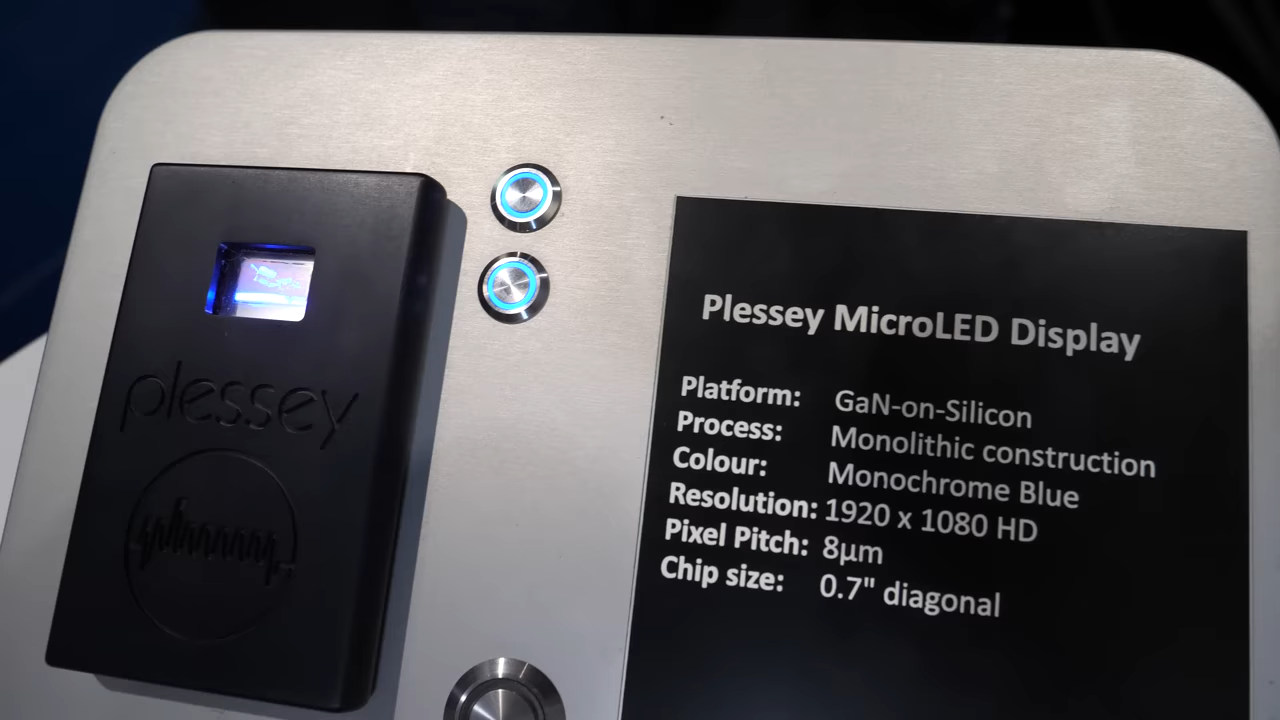 plessey
Plessey MicroLED Display
Platform: GaN-on-Silicon
Process: Monolithic construction
Colour: Monochrome Blue
Resolution: 1920 x 1080 HD
Pixel Pitch: 8µm
Chip size: 0.7" diagonal